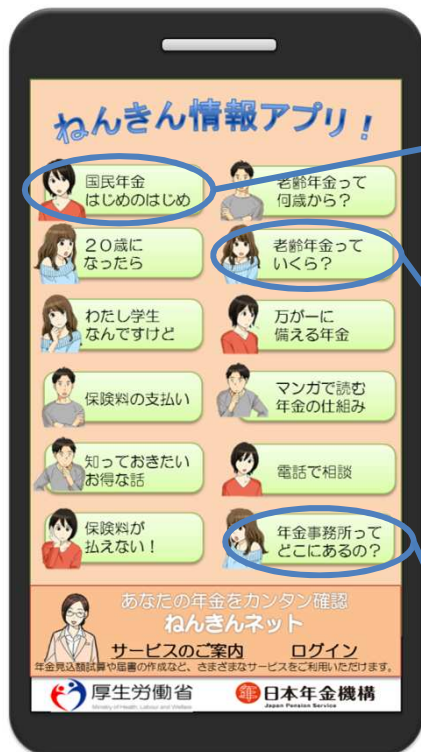 ねんきん情報アプリ！
国民年金
はじめのはじめ
老齢年金って
何歳から？
２０歳に
なったら
老齢年金って
いくら？
わたし学生
なんですけど
万が一に
備える年金
保険料の支払い
マンガで読む
年金の仕組み
知っておきたい
お得な話
電話で相談
保険料が
払えない！
年金事務所って
どこにあるの？
あなたの年金をカンタン確認
ねんきんネット
サービスのご案内 ログイン
年金見込額試算や届書の作成など、さまざまなサービスをご利用いただけます。
厚生労働省
Ministry of Health, Labour and Welfare
日本年金機構
Japan Pension Service